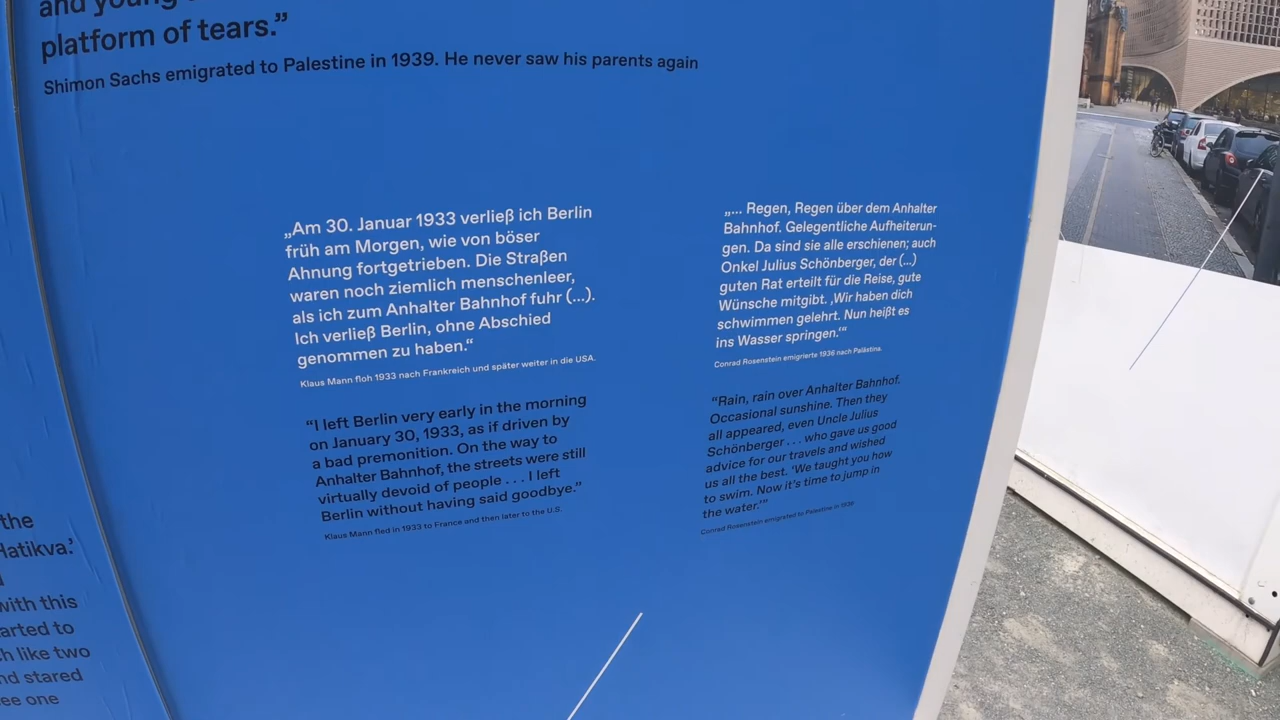 and young
platform of tears.”
Shimon Sachs emigrated to Palestine in 1939. He never saw his parents again
„Am 30. Januar 1933 verließ ich Berlin
früh am Morgen, wie von böser
Ahnung fortgetrieben. Die Straßen
waren noch ziemlich menschenleer,
als ich zum Anhalter Bahnhof fuhr (...).
Ich verließ Berlin, ohne Abschied
genommen zu haben.“
Klaus Mann floh 1933 nach Frankreich und später weiter in die USA.
“I left Berlin very early in the morning
on January 30, 1933, as if driven by
a bad premonition. On the way to
Anhalter Bahnhof, the streets were still
virtually devoid of people . . . I left
Berlin without having said goodbye.”
Klaus Mann fled in 1933 to France and then later to the U.S.
„... Regen, Regen über dem Anhalter
Bahnhof. Gelegentliche Aufheiterun-
gen. Da sind sie alle erschienen; auch
Onkel Julius Schönberger, der (...)
guten Rat erteilt für die Reise, gute
Wünsche mitgibt. ‚Wir haben dich
schwimmen gelehrt. Nun heißt es
ins Wasser springen.‘“
Conrad Rosenstein emigrierte 1936 nach Palästina.
“Rain, rain over Anhalter Bahnhof.
Occasional sunshine. Then they
all appeared, even Uncle Julius
Schönberger . . . who gave us good
advice for our travels and wished
us all the best. ‘We taught you how
to swim. Now it’s time to jump in
the water.’”
Conrad Rosenstein emigrated to Palestine in
the
Hatikva.’
with this
arted to
h like two
nd stared
ee one